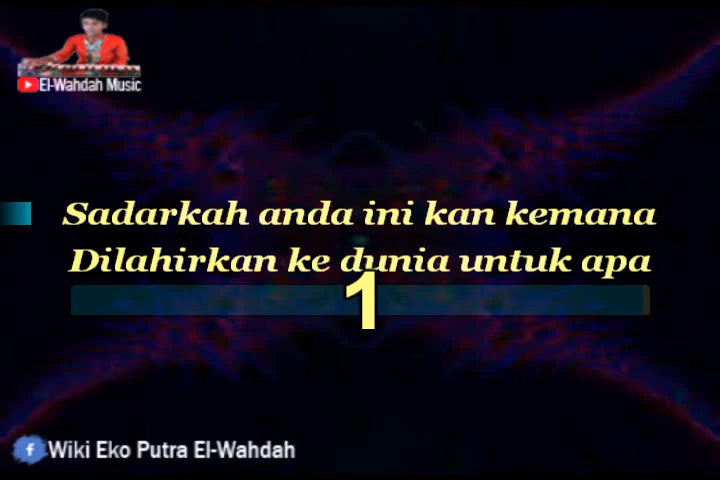 El-Wahdah Music
Sadarkah anda ini kan kemana
Dilahirkan ke dunia untuk apa
1
Wiki Eko Putra El-Wahdah